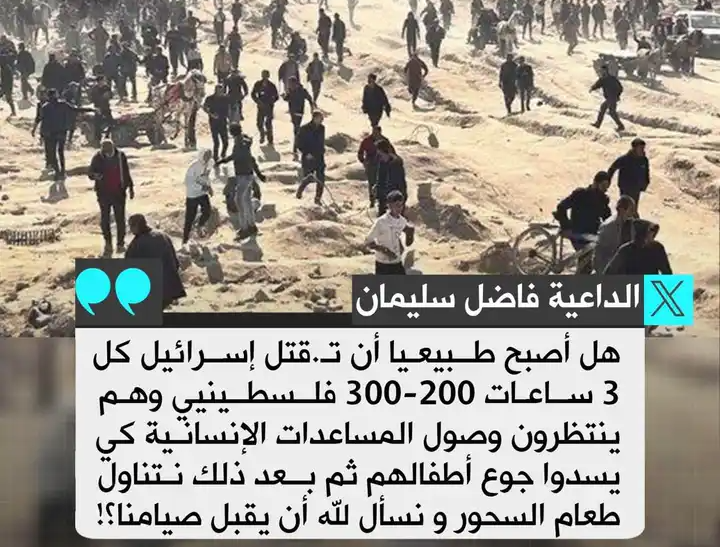 الداعية فاضل سليمان
هل أصبح طبيعيا أن تـ.قتل إسرائيل كل
3 ساعات 200-300 فلسطينيي وهم
ينتظرون وصول المساعدات الإنسانية كي
يسدوا جوع أطفالهم ثم بعد ذلك نتناول
طعام السحور و نسأل لله أن يقبل صيامنا؟!